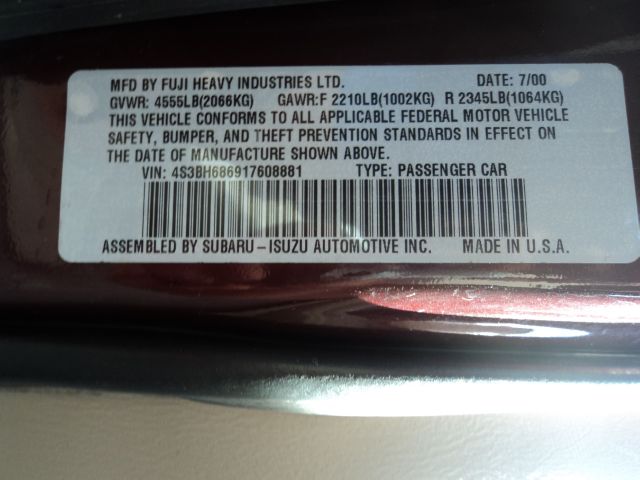 MFD BY FUJI HEAVY INDUSTRIES LTD. DATE: 7/00
GVWR: 4555LB(2066KG) GAWR:F 2210LB(1002KG) R 2345LB(1064KG)
THIS VEHICLE CONFORMS TO ALL APPLICABLE FEDERAL MOTOR VEHICLE
SAFETY, BUMPER, AND THEFT PREVENTION STANDARDS IN EFFECT ON
THE DATE OF MANUFACTURE SHOWN ABOVE.
VIN: 4S3BH686917608881 TYPE: PASSENGER CAR
ASSEMBLED BY SUBARU-ISUZU AUTOMOTIVE INC. MADE IN U.S.A.